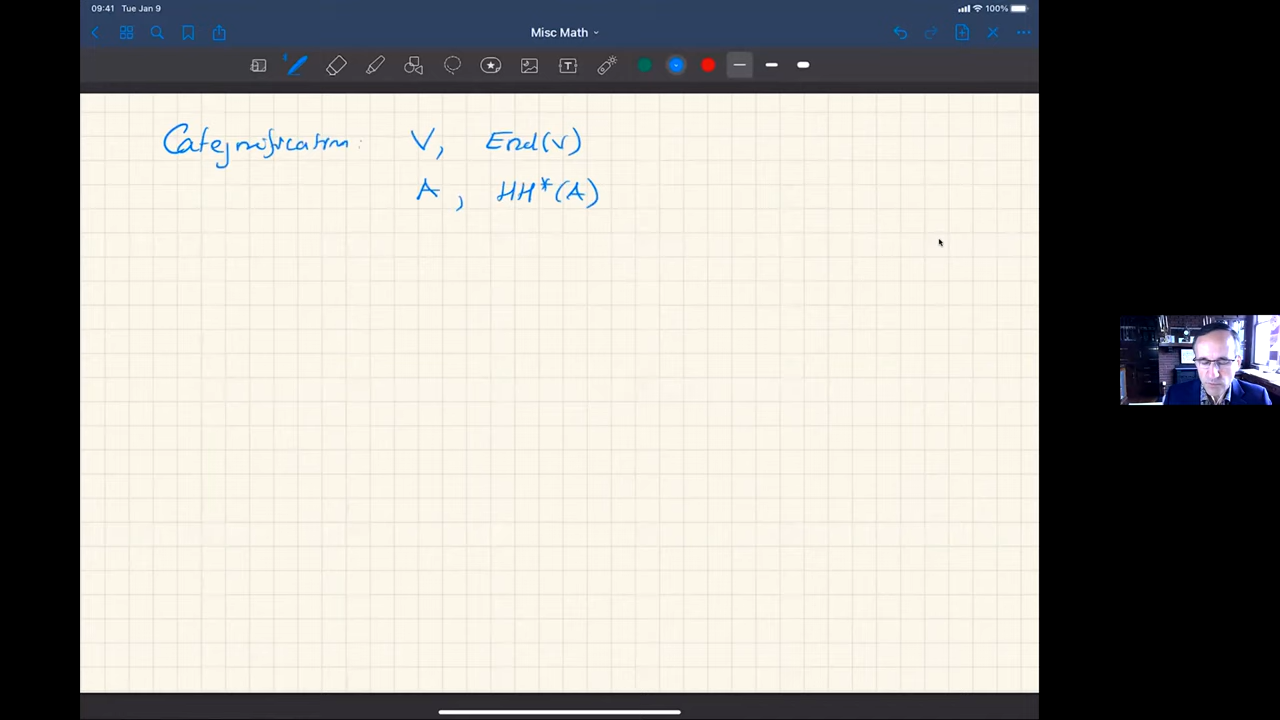 09:41 Tue Jan 9 100%
Misc Math
Categorification: V, End(V)
A, HH*(A)